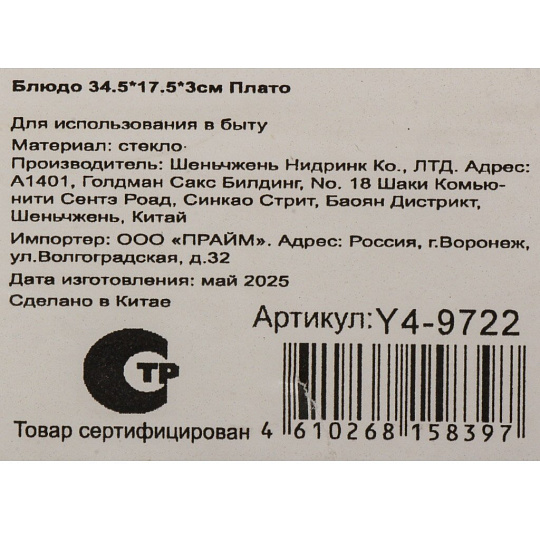 Блюдо 34.5*17.5*3см Плато
Для использования в быту
Материал: стекло
Производитель: Шеньчжень Нидринк Ко., ЛТД. Адрес:
А1401, Голдман Сакс Билдинг, No. 18 Шаки Комью-
нити Сентэ Роад, Синкао Стрит, Баоян Дистрикт,
Шеньчжень, Китай
Импортер: ООО «ПРАЙМ». Адрес: Россия, г.Воронеж,
ул.Волгоградская, д.32
Дата изготовления: май 2025
Сделано в Китае
Артикул: Y4-9722
СТР
Товар сертифицирован
4 610268 158397